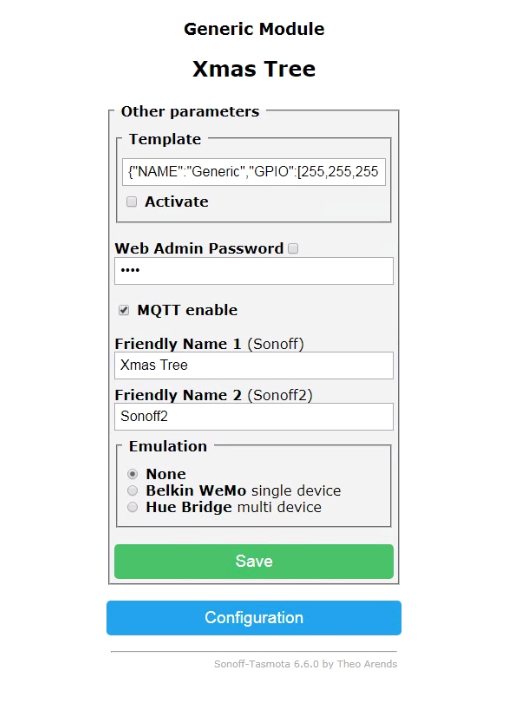 Generic Module
Xmas Tree
Other parameters
Template
{"NAME":"Generic","GPIO":[255,255,255
Activate
Web Admin Password
••••
MQTT enable
Friendly Name 1 (Sonoff)
Xmas Tree
Friendly Name 2 (Sonoff2)
Sonoff2
Emulation
None
Belkin WeMo single device
Hue Bridge multi device
Save
Configuration
Sonoff-Tasmota 6.6.0 by Theo Arends